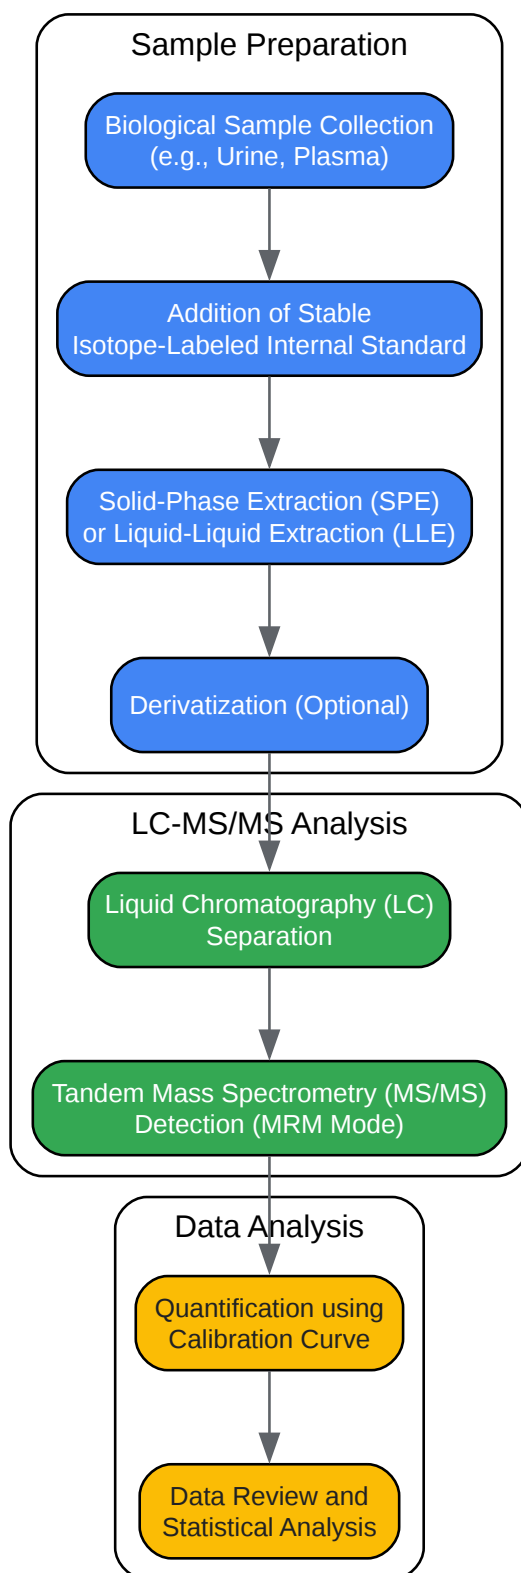 Sample Preparation
Biological Sample Collection
(e.g., Urine, Plasma)
Addition of Stable
Isotope-Labeled Internal Standard
Solid-Phase Extraction (SPE)
or Liquid-Liquid Extraction (LLE)
Derivatization (Optional)
LC-MS/MS Analysis
Liquid Chromatography (LC)
Separation
Tandem Mass Spectrometry (MS/MS)
Detection (MRM Mode)
Data Analysis
Quantification using
Calibration Curve
Data Review and
Statistical Analysis